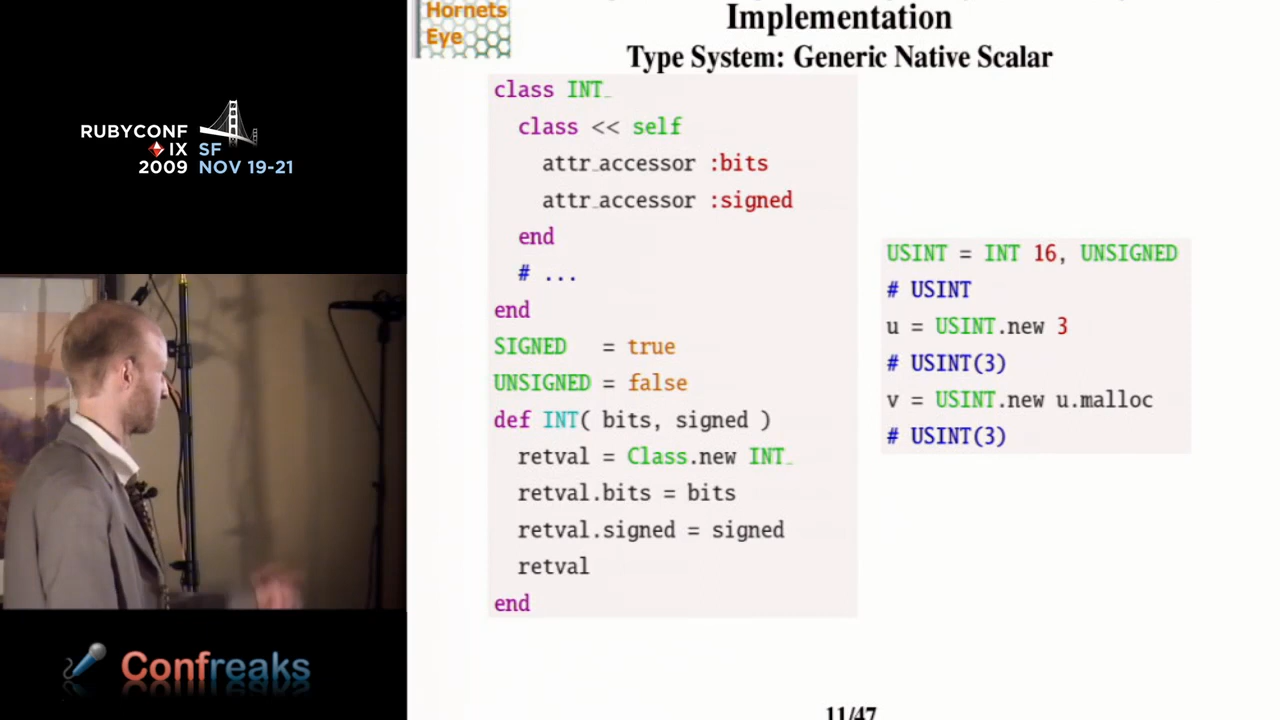 RUBYCONF
IX SF
2009 NOV 19-21
Confreaks
Hornets
Eye
Implementation
Type System: Generic Native Scalar
class INT_
class << self
attr_accessor :bits
attr_accessor :signed
end
# ...
end
SIGNED = true
UNSIGNED = false
def INT( bits, signed )
retval = Class.new INT_
retval.bits = bits
retval.signed = signed
retval
end
USINT = INT 16, UNSIGNED
# USINT
u = USINT.new 3
# USINT(3)
v = USINT.new u.malloc
# USINT(3)
11/47